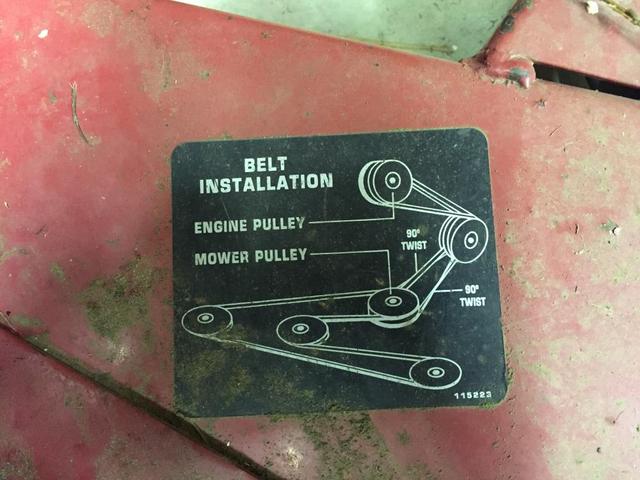 BELT
INSTALLATION
ENGINE PULLEY
90°
TWIST
MOWER PULLEY
90°
TWIST
115223